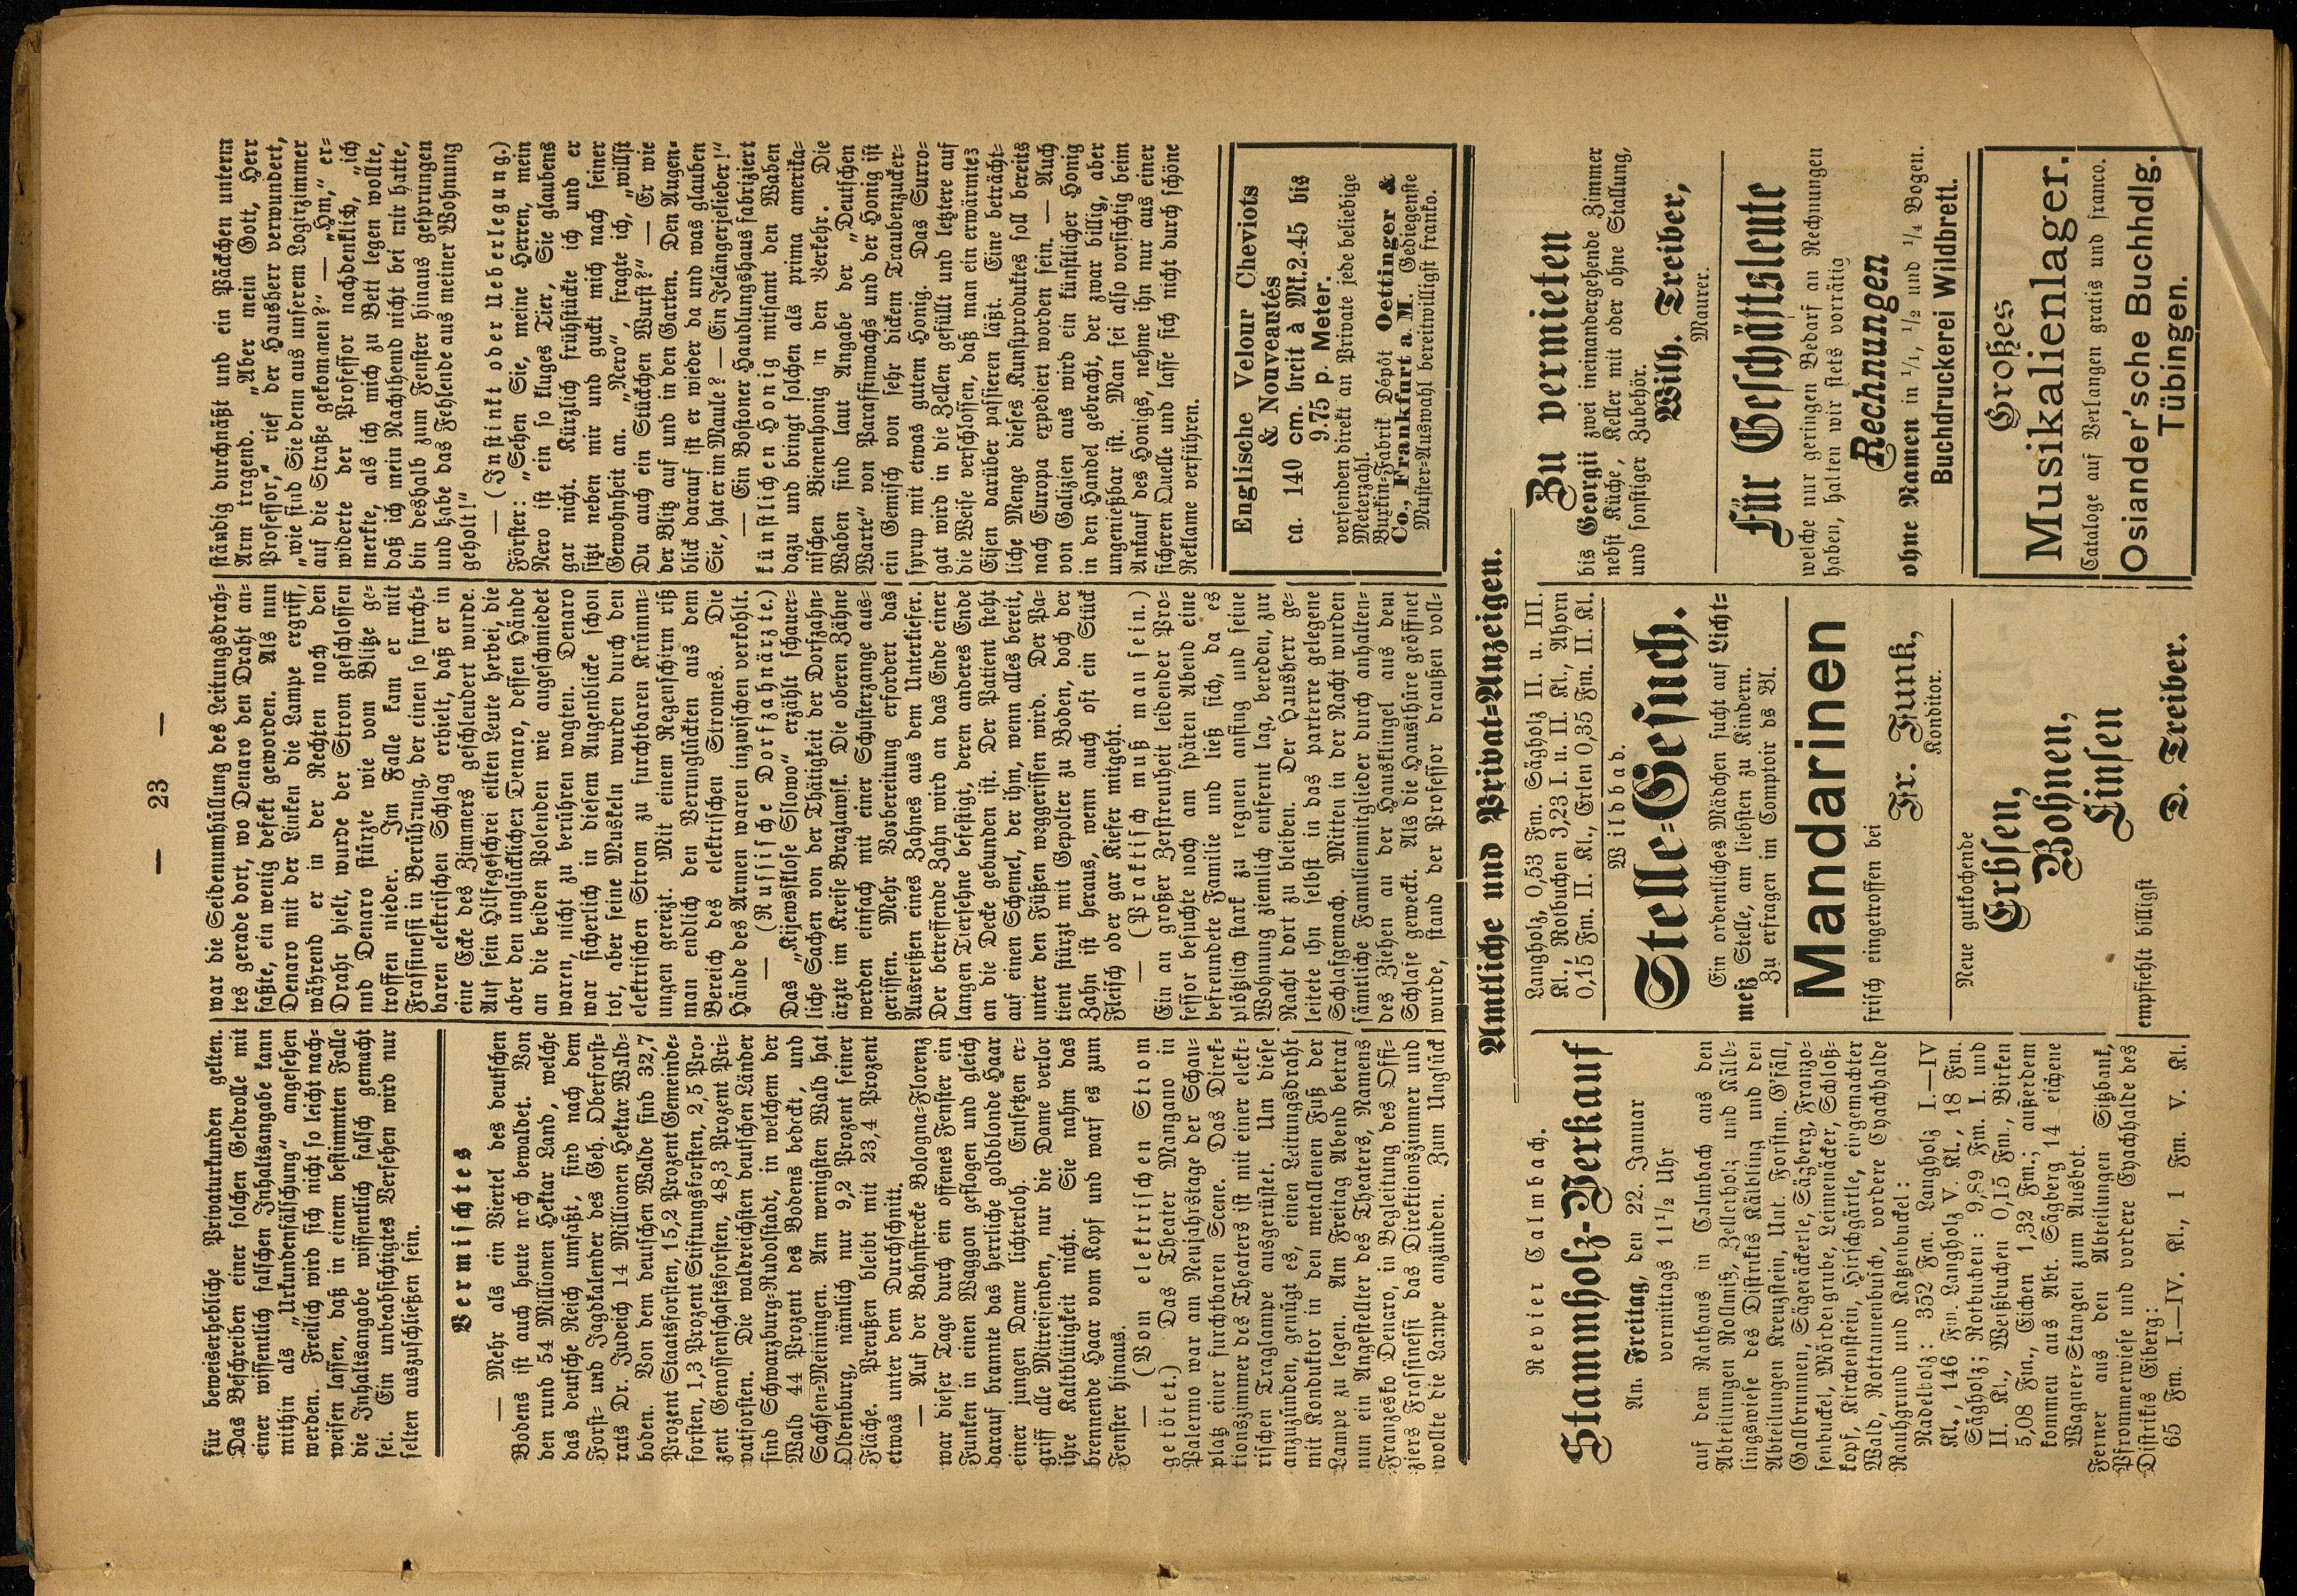 — 23 —
für beweiserhebliche Privaturkunden gelten.
Das Beschreiben einer solchen Geldrolle mit
einer wissentlich falschen Inhaltsangabe kann
mithin als „Urkundenfälschung“ angesehen
werden. Freilich wird sich nicht so leicht nach-
weisen lassen, daß in einem bestimmten Falle
die Inhaltsangabe wissentlich falsch gemacht
sei. Ein unbeabsichtigtes Versehen wird nur
selten auszuschließen sein.
Vermischtes
— Mehr als ein Viertel des deutschen
Bodens ist auch heute noch bewaldet. Von
den rund 54 Millionen Hektar Land, welche
das deutsche Reich umfaßt, sind nach dem
Forst- und Jagdkalender des Geh. Oberforst-
rats Dr. Judeich 14 Millionen Hektar Wald-
boden. Von dem deutschen Walde sind 32,7
Prozent Staatsforsten, 15,2 Prozent Gemeinde-
forsten, 1,3 Prozent Stiftungsforsten, 2,5 Pro-
zent Genossenschaftsforsten, 48,3 Prozent Pri-
vatforsten. Die waldreichsten deutschen Länder
sind Schwarzburg-Rudolstadt, in welchem der
Wald 44 Prozent des Bodens bedeckt, und
Sachsen-Meiningen. Am wenigsten Wald hat
Oldenburg, nämlich nur 9,2 Prozent seiner
Fläche. Preußen bleibt mit 23,4 Prozent
etwas unter dem Durchschnitt.
— Auf der Bahnstrecke Bologna-Florenz
war dieser Tage durch ein offenes Fenster ein
Funken in einen Waggon geflogen und gleich
darauf brannte das herrliche goldblonde Haar
einer jungen Dame lichterloh. Entsetzen er-
griff alle Mitreisenden, nur die Dame verlor
ihre Kaltblütigkeit nicht. Sie nahm das
brennende Haar vom Kopf und warf es zum
Fenster hinaus.
— (Vom elektrischen Strom
getötet.) Das Theater Mangano in
Palermo war am Neujahrstage der Schau-
platz einer furchtbaren Scene. Das Direk-
tionszimmer des Theaters ist mit einer elekt-
rischen Traglampe ausgerüstet. Um diese
anzuzünden, genügt es, einen Leitungsdraht
mit Konduktor in den metallenen Fuß der
Lampe zu legen. Am Freitag Abend betrat
nun ein Angestellter des Theaters, Namens
Franzesko Denaro, in Begleitung des Offi-
ziers Frassinessi das Direktionszimmer und
wollte die Lampe anzünden. Zum Unglück
war die Seidenumhüllung des Leitungsdrah-
tes gerade dort, wo Denaro den Draht an-
faßte, ein wenig defekt geworden. Als nun
Denaro mit der Linken die Lampe ergriff,
während er in der Rechten noch den
Draht hielt, wurde der Strom geschlossen
und Denaro stürzte wie vom Blitze ge-
troffen nieder. Im Falle kam er mit
Frassinessi in Berührung, der einen so furcht-
baren elektrischen Schlag erhielt, daß er in
eine Ecke des Zimmers geschleudert wurde.
Auf sein Hilfegeschrei eilten Leute herbei, die
aber den unglücklichen Denaro, dessen Hände
an die beiden Polenden wie angeschmiedet
waren, nicht zu berühren wagten. Denaro
war sicherlich in diesem Augenblicke schon
tot, aber seine Muskeln wurden durch den
elektrischen Strom zu furchtbaren Krümm-
ungen gereizt. Mit einem Regenschirm riß
man endlich den Verunglückten aus dem
Bereich des elektrischen Stromes. Die
Hände des Armen waren inzwischen verkohlt.
— (Russische Dorfzahnärzte.)
Das „Kijewsklose Sslowo“ erzählt schauer-
liche Sachen von der Thätigkeit der Dorfzahn-
ärzte im Kreise Brazlawsk. Die oberen Zähne
werden einfach mit einer Schusterzange aus-
gerissen. Mehr Vorbereitung erfordert das
Ausreißen eines Zahnes aus dem Unterkiefer.
Der betreffende Zahn wird an das Ende einer
langen Tiersehne befestigt, deren anderes Ende
an die Decke gebunden ist. Der Patient steht
auf einen Schemel, der ihm, wenn alles bereit,
unter den Füßen weggerissen wird. Der Pa-
tient stürzt mit Gepolter zu Boden, doch der
Zahn ist heraus, wenn auch oft ein Stück
Fleisch oder gar Kiefer mitgeht.
— (Praktisch muß man sein.)
Ein an großer Zerstreutheit leidender Pro-
fessor besuchte noch am späten Abend eine
befreundete Familie und ließ sich, da es
plötzlich stark zu regnen anfing und seine
Wohnung ziemlich entfernt lag, bereden, zur
Nacht dort zu bleiben. Der Hausherr ge-
leitete ihn selbst in das partere gelegene
Schlafgemach. Mitten in der Nacht wurden
sämtliche Familienmitglieder durch anhalten-
des Ziehen an der Hausklingel aus dem
Schlafe geweckt. Als die Hausthüre geöffnet
wurde, stand der Professor draußen voll-
ständig durchnäßt und ein Päckchen unterm
Arm tragend. „Aber mein Gott, Herr
Professor,“ rief der Hausherr verwundert,
„wie sind Sie denn aus unserem Logirzimmer
auf die Straße gekommen?“ — „Hm,“ er-
widerte der Professor nachdenklich, „ich
merkte, als ich mich zu Bett legen wollte,
daß ich mein Nachthemd nicht bei mir hatte,
bin deshalb zum Fenster hinaus gesprungen
und habe das Fehlende aus meiner Wohnung
geholt!“
— (Instinkt oder Ueberlegung.)
Förster: „Sehen Sie, meine Herren, mein
Nero ist ein so kluges Tier, Sie glaubens
gar nicht. Kürzlich frühstückte ich und er
sitzt neben mir und guckt mich nach seiner
Gewohnheit an. „Nero“, fragte ich, „willst
Du auch ein Stückchen Wurst?“ — Er wie
der Blitz auf und in den Garten. Den Augen-
blick darauf ist er wieder da und was glauben
Sie, hat er im Maule? — Ein Jelängerjelieber!“
— Ein Bostoner Haudlungshaus fabriziert
künstlichen Honig mitsamt den Waben
dazu und bringt solchen als prima amerika-
nischen Bienenhonig in den Verkehr. Die
Waben sind laut Angabe der „Deutschen
Warte“ von Paraffinwachs und der Honig ist
ein Gemisch von sehr dickem Traubenzucker-
syrup mit etwas gutem Honig. Das Surro-
gat wird in die Zellen gefüllt und letztere auf
die Weise verschlossen, daß man ein erwärmtes
Eisen darüber passieren läßt. Eine beträcht-
liche Menge dieses Kunstproduktes soll bereits
nach Europa expediert worden sein. — Auch
von Galizien aus wird ein künstlicher Honig
in den Handel gebracht, der zwar billig, aber
ungenießbar ist. Man sei also vorsichtig beim
Ankauf des Honigs, nehme ihn nur aus einer
sicheren Quelle und lasse sich nicht durch schöne
Reklame verführen.
Englische Velour Cheviots
& Nouveautés
ca. 140 cm. breit à Mk.2.45 bis
9.75 p. Meter.
versenden direkt an Private jede beliebige
Meterzahl.
Buxkin-Fabrik Dépôt Oettinger &
Co., Frankfurt a. M. Gediegenste
Muster-Auswahl bereitwilligst franko.
Amtliche und Privat-Anzeigen.
Revier Calmbach.
Stammholz-Verkauf
Am Freitag, den 22. Januar
vormittags 11½ Uhr
auf dem Rathaus in Calmbach aus den
Abteilungen Rollmiß, Zellerholz und Kälb-
lingswiese des Distrikts Kälbling und den
Abteilungen Kreuzstein, Unt. Forstm. G'fäll,
Gallbrunnen, Sägeräckerle, Sägberg, Franzo-
senbuckel, Mördergrube, Leimenäcker, Schloß-
kopf, Kirchenstein, Hirschgärtle, eingemachter
Wald, Rottannenbusch, vordere Eyachhalde
Rauhgrund und Katzenbuckel:
Nadelholz: 352 Fm. Langholz I.—IV
Kl., 146 Fm. Langholz V. Kl., 18 Fm.
Sägholz; Rotbuchen: 9,89 Fm. I. und
II. Kl., Weißbuchen 0,15 Fm., Birken
5,08 Fm., Eichen 1,32 Fm.; außerdem
kommen aus Abt. Sägberg 14 eichene
Wagner-Stangen zum Ausbot.
Ferner aus den Abteilungen Sitzbank,
Pfrommerwiese und vordere Eyachhalde des
Distrikts Eiberg:
65 Fm. I.—IV. Kl., 1 Fm. V. Kl.
Langholz, 0,53 Fm. Sägholz II. u. III.
Kl., Rotbuchen 3,23 I. u. II. Kl., Ahorn
0,15 Fm. II. Kl., Erlen 0,35 Fm. II. Kl.
Wildbad.
Stelle-Gesuch.
Ein ordentliches Mädchen sucht auf Licht-
meß Stelle, am liebsten zu Kindern.
Zu erfragen im Comptoir ds Bl.
Mandarinen
frisch eingetroffen bei
Fr. Funk,
Konditor.
Neue gutkochende
Erbsen,
Bohnen,
Linsen
empfiehlt billigst
D. Treiber.
Zu vermieten
bis Georgii zwei ineinandergehende Zimmer
nebst Küche, Keller mit oder ohne Stallung,
und sonstiger Zubehör.
Wilh. Treiber,
Maurer.
Für Geschäftsleute
welche nur geringen Bedarf an Rechnungen
haben, halten wir stets vorrätig
Rechnungen
ohne Namen in 1/1, 1/2 und 1/4 Bogen.
Buchdruckerei Wildbrett.
Großes
Musikalienlager.
Cataloge auf Verlangen gratis und franco.
Osiander'sche Buchhdlg.
Tübingen.